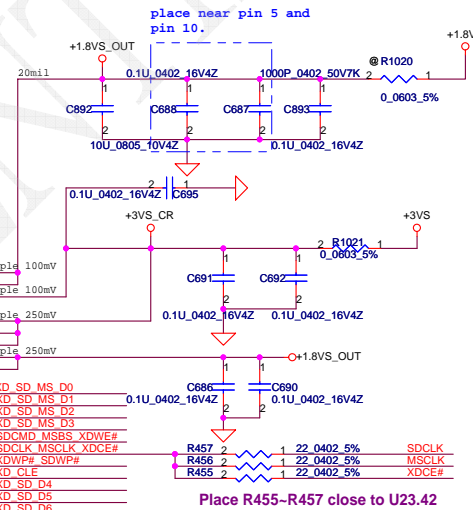 place near pin 5 and
pin 10.
+1.8VS_OUT
+1.8V
@ R1020
20mil
0.1U_0402_16V4Z
1000P_0402_50V7K
2
1
0_0603_5%
1
1
1
1
C892
C688
C687
C893
2
2
2
2
10U_0805_10V4Z
0.1U_0402_16V4Z
2
1
0.1U_0402_16V4Z
C695
+3VS_CR
+3VS
2
R1021
1
0_0603_5%
ple 100mV
1
1
C691
C692
ple 100mV
2
2
0.1U_0402_16V4Z
0.1U_0402_16V4Z
ple 250mV
ple 250mV
+1.8VS_OUT
1
1
C686
C690
0.1U_0402_16V4Z
0.1U_0402_16V4Z
2
2
XD_SD_MS_D0
XD_SD_MS_D1
XD_SD_MS_D2
XD_SD_MS_D3
SDCMD_MSBS_XDWE#
SDCLK_MSCLK_XDCE#
XDWP#_SDWP#
XD_CLE
XD_SD_D4
XD_SD_D5
XD_SD_D6
R457
2
1
22_0402_5%
SDCLK
R456
2
1
22_0402_5%
MSCLK
R455
2
1
22_0402_5%
XDCE#
Place R455~R457 close to U23.42